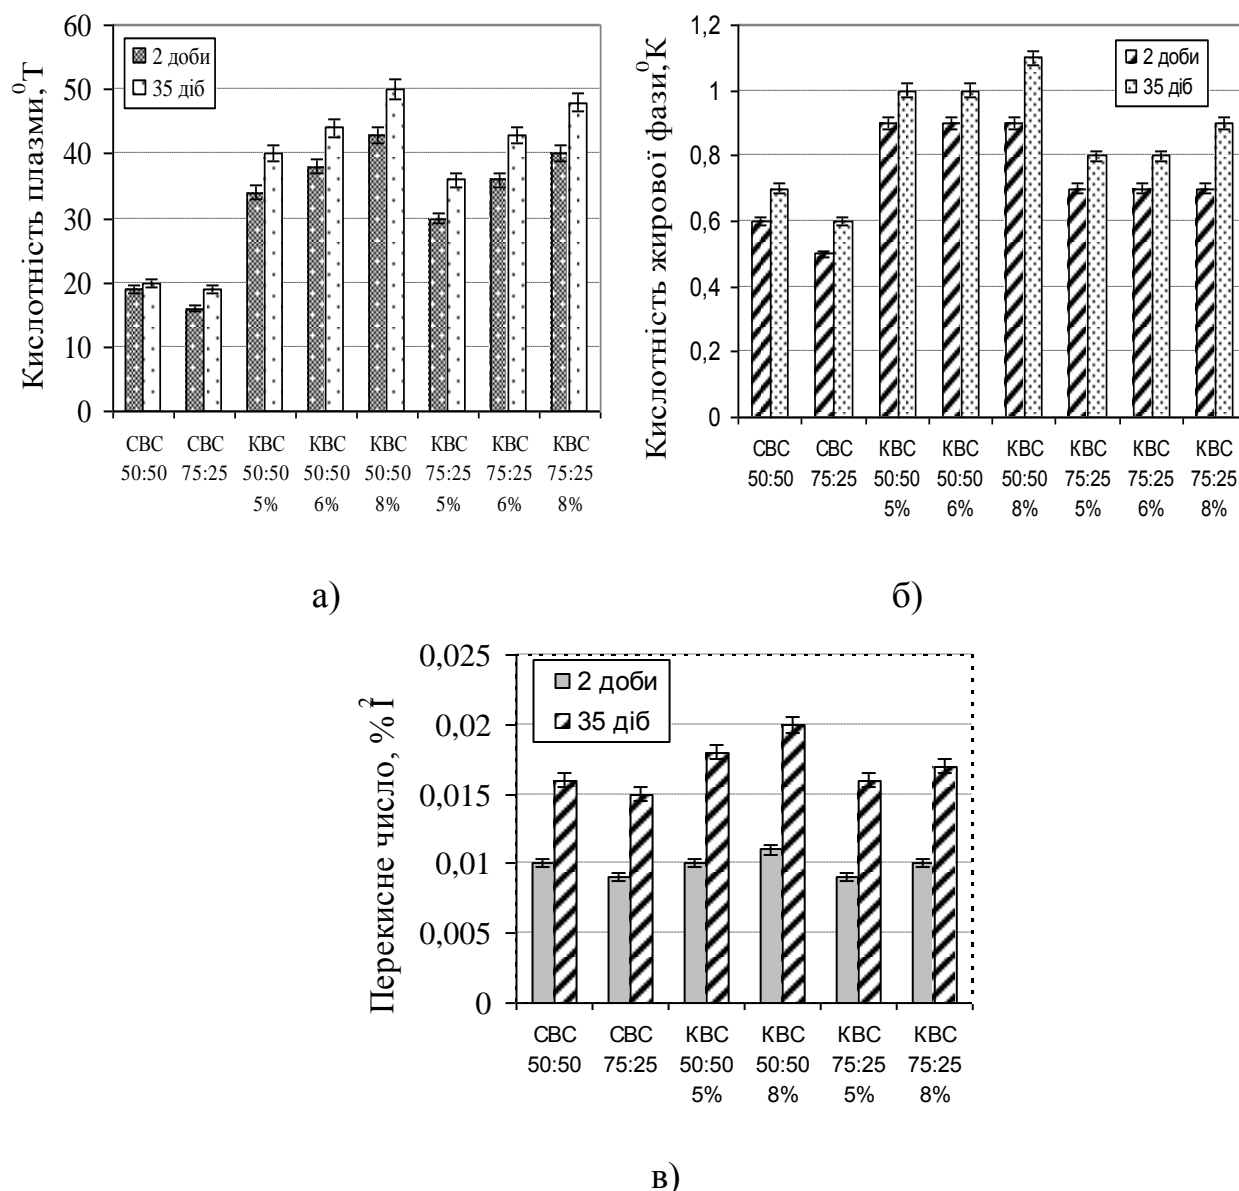 60
50
40
30
20
10
0
Кислотність плазми,⁰Т
2 доби
35 діб
СВС СВС КВС КВС КВС КВС КВС КВС
50:50 75:25 50:50 50:50 50:50 75:25 75:25 75:25
5% 6% 8% 5% 6% 8%
а)
1,2
1
0,8
0,6
1,4
0,2
0
Кислотність жирової фази,⁰К
2 доби
35 діб
СВС СВС КВС КВС КВС КВС КВС КВС
50:50 75:25 50:50 50:50 50:50 75:25 75:25 75:25
5% 6% 8% 5% 6% 8%
б)
0,025
0,02
0,015
0,01
0,005
0
Перекисне число, % Ї²
2 доби
35 діб
СВС СВС КВС КВС КВС КВС
50:50 75:25 50:50 50:50 75:25 75:25
5% 8% 5% 8%
в)